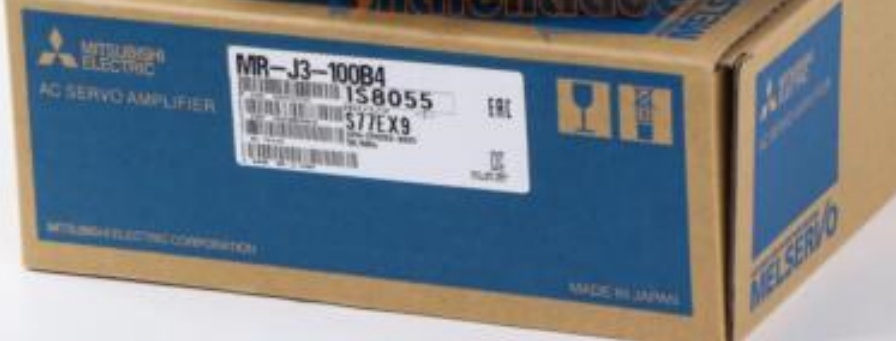 MITSUBISHI
ELECTRIC
AC SERVO AMPLIFIER
MR-J3-100B4
1S8055
S77EX9
EAC
MITSUBISHI ELECTRIC CORPORATION
MADE IN JAPAN
MELSERVO